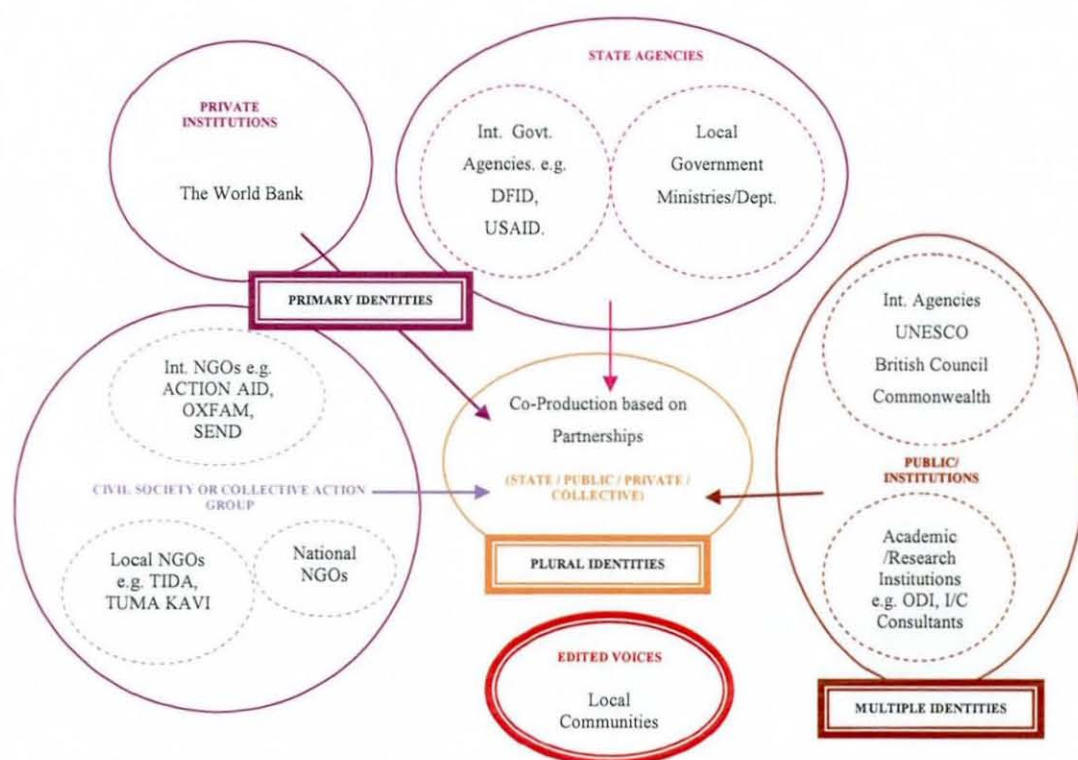 STATE AGENCIES
PRIVATE
INSTITUTIONS
The World Bank
Int. Govt.
Agencies. e.g.
DFID,
USAID.
Local
Government
Ministries/Dept.
PRIMARY IDENTITIES
Int. Agencies
UNESCO
British Council
Commonwealth
Int. NGOs e.g.
ACTION AID,
OXFAM,
SEND
Co-Production based on
Partnerships
(STATE / PUBLIC / PRIVATE /
COLLECTIVE)
CIVIL SOCIETY OR COLLECTIVE ACTION
GROUP
PUBLIC/
INSTITUTIONS
Local NGOs
e.g. TIDA,
TUMA KAVI
National
NGOs
PLURAL IDENTITIES
Academic
/Research
Institutions
e.g. ODI, I/C
Consultants
EDITED VOICES
Local
Communities
MULTIPLE IDENTITIES